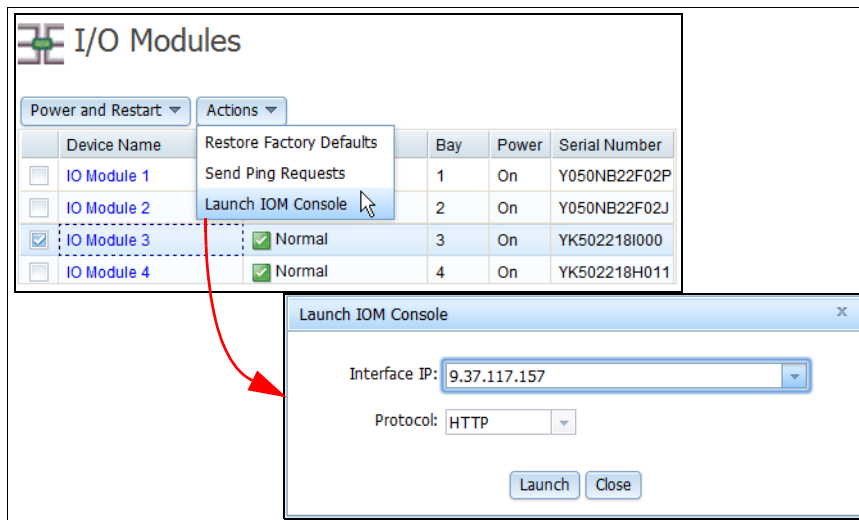 I/O Modules
Power and Restart Actions
Device Name Bay Power Serial Number
Restore Factory Defaults
Send Ping Requests
Launch IOM Console
IO Module 1 1 On Y050NB22F02P
IO Module 2 2 On Y050NB22F02J
IO Module 3 Normal 3 On YK502218I000
IO Module 4 Normal 4 On YK502218H011
Launch IOM Console x
Interface IP: 9.37.117.157
Protocol: HTTP
Launch Close